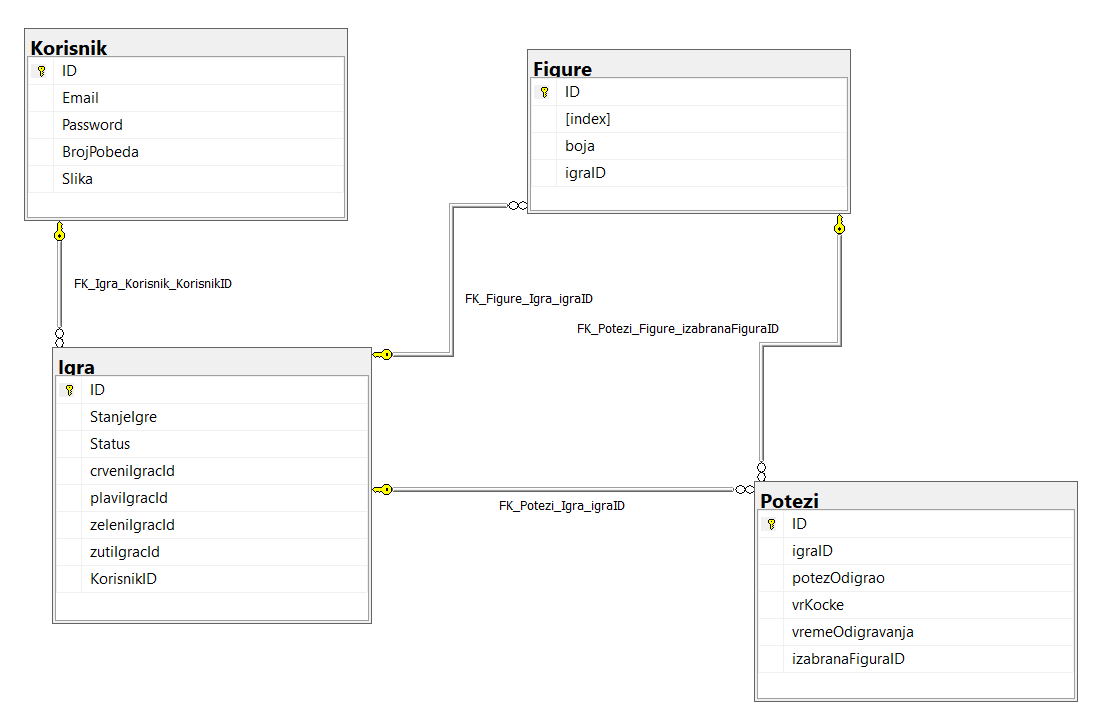 Korisnik
ID
Email
Password
BrojPobeda
Slika
Figure
ID
[index]
boja
igraID
FK_Igra_Korisnik_KorisnikID
FK_Figure_Igra_igraID
FK_Potezi_Figure_izabranaFiguraID
Igra
ID
StanjeIgre
Status
crveniIgracId
plaviIgracId
zeleniIgracId
zutiIgracId
KorisnikID
FK_Potezi_Igra_igraID
Potezi
ID
igraID
potezOdigrao
vrKocke
vremeOdigravanja
izabranaFiguraID